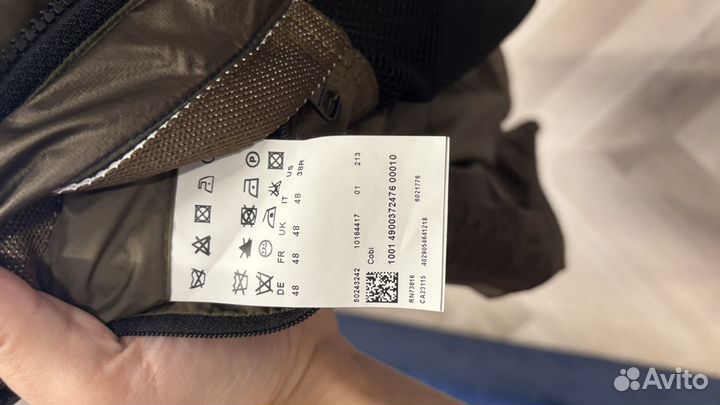 DE FR UK IT US
48 48 48 48 38R
50243242 10164417 01 213
Cobi
1001 4900372476 00010
RN73616 6021776
CA23115 4029054641218
Avito